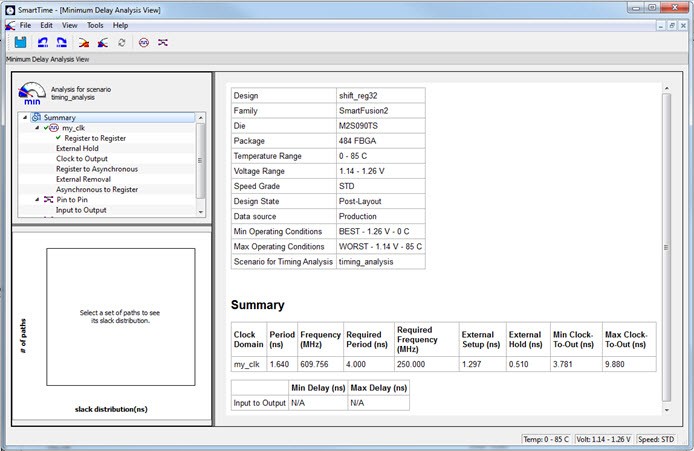 SmartTime - [Minimum Delay Analysis View]
File Edit View Tools Help
Minimum Delay Analysis View
Analysis for scenario
timing_analysis
min
Summary
my_clk
Register to Register
External Hold
Clock to Output
Register to Asynchronous
External Removal
Asynchronous to Register
Pin to Pin
Input to Output
Select a set of paths to see
its slack distribution.
# of paths
slack distribution(ns)
Design shift_reg32
Family SmartFusion2
Die M2S090TS
Package 484 FBGA
Temperature Range 0 - 85 C
Voltage Range 1.14 - 1.26 V
Speed Grade STD
Design State Post-Layout
Data source Production
Min Operating Conditions BEST - 1.26 V - 0 C
Max Operating Conditions WORST - 1.14 V - 85 C
Scenario for Timing Analysis timing_analysis
Summary
Clock Domain Period (ns) Frequency (MHz) Required Period (ns) Required Frequency (MHz) External Setup (ns) External Hold (ns) Min Clock-To-Out (ns) Max Clock-To-Out (ns)
my_clk 1.640 609.756 4.000 250.000 1.297 0.510 3.781 9.880
Min Delay (ns) Max Delay (ns)
Input to Output N/A N/A
Temp: 0 - 85 C Volt: 1.14 - 1.26 V Speed: STD